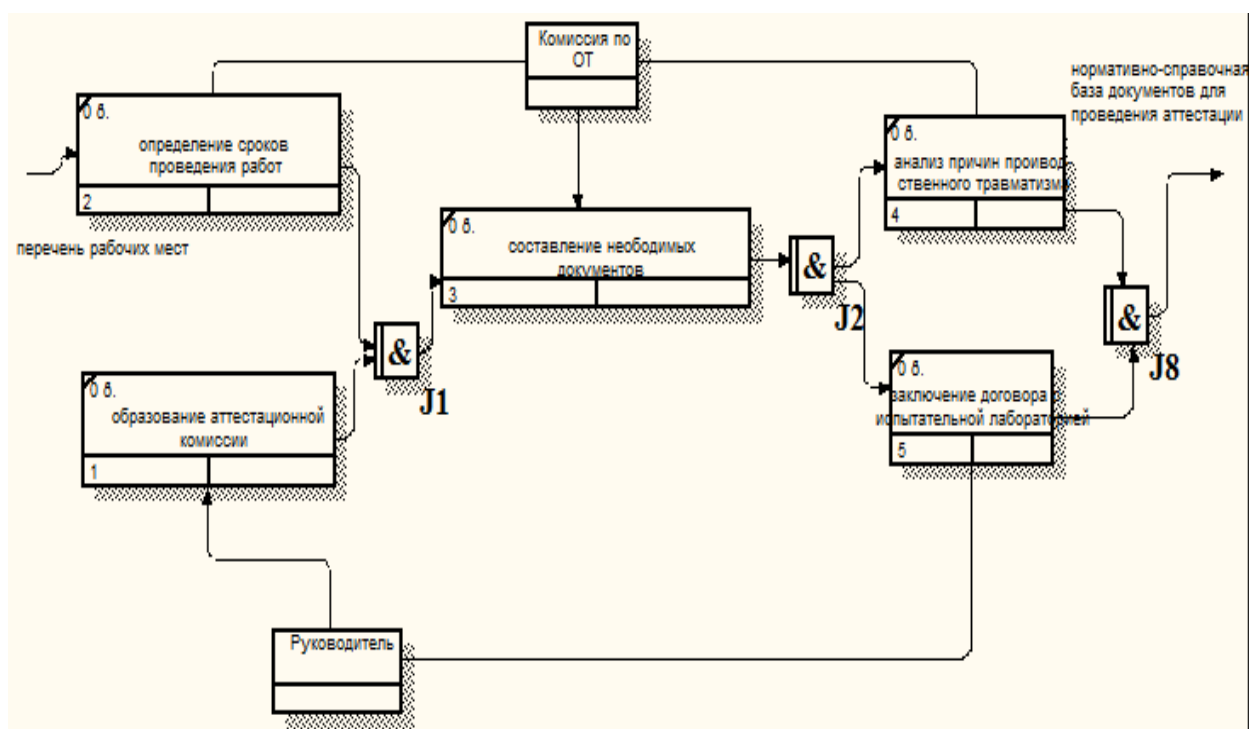 Комиссия по
ОТ
нормативно-справочная
база документов для
проведения аттестации
0 в.
определение сроков
проведения работ
2
0 в.
анализ причин проивод
ственного травматизма
4
перечень рабочих мест
0 в.
составление неободимых
документов
3
&
J2
&
J8
&
J1
0 в.
образование аттестационной
комиссии
1
0 в.
заключение договора с
испытательной лабораторией
5
Руководитель